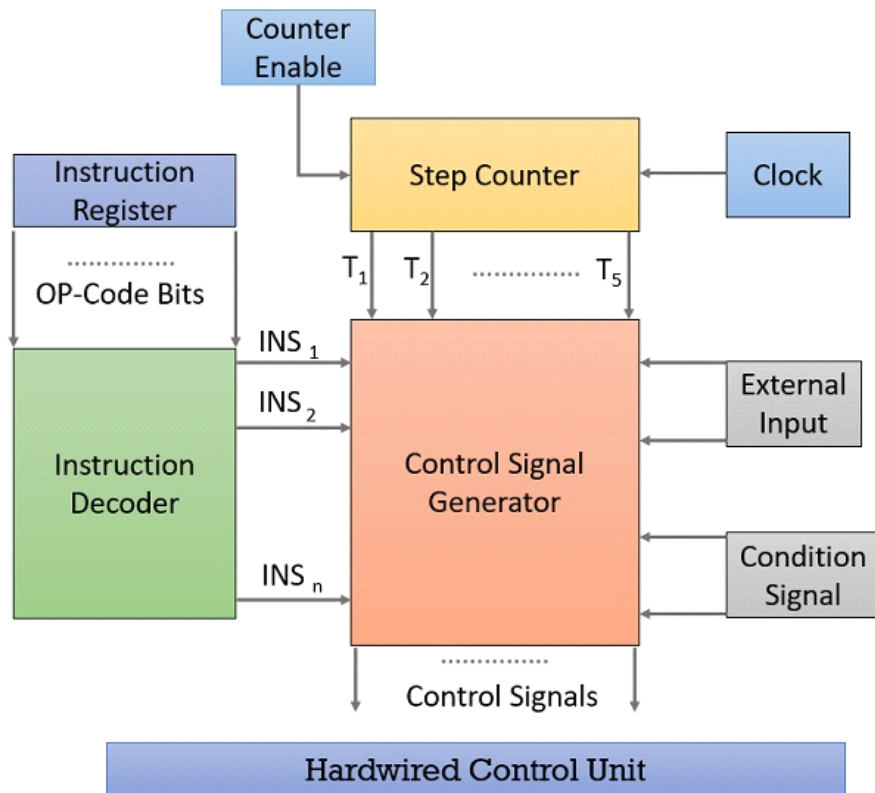 Counter
Enable
Instruction
Register
Step Counter
Clock
..................
OP-Code Bits
T1
T2
..................
T5
INS 1
INS 2
INS n
Instruction
Decoder
Control Signal
Generator
External
Input
Condition
Signal
..................
Control Signals
Hardwired Control Unit